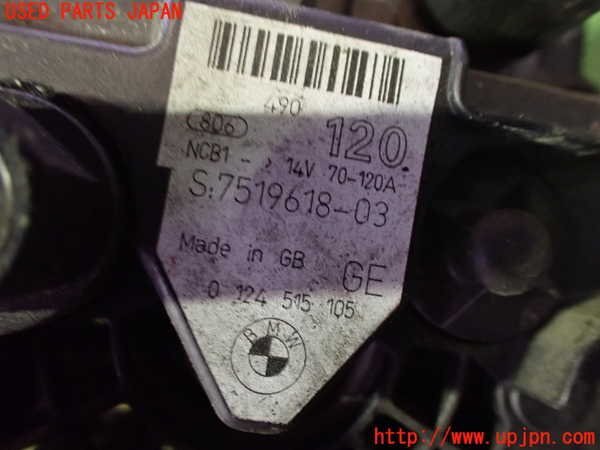 USED PARTS JAPAN
490
806
120
NCB1 -> 14V 70-120A
S:7519618-03
Made in GB
GE
0 124 515 105
BMW
http://www.upjpn.com/